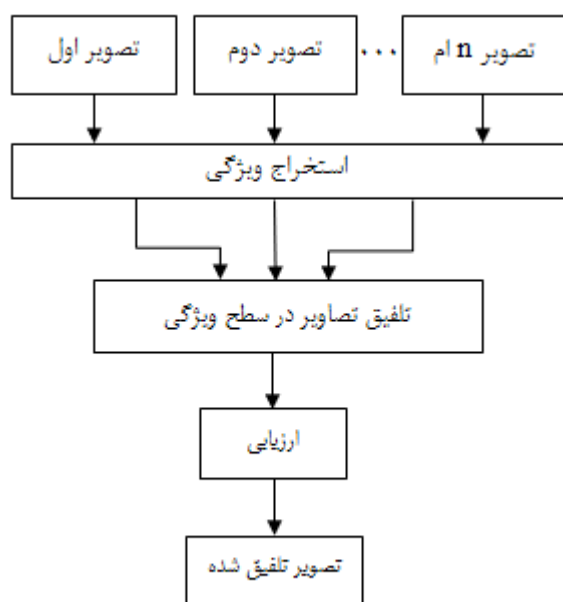 تصویر اول
تصویر دوم
...
تصویر n ام
استخراج ویژگی
تلفیق تصاویر در سطح ویژگی
ارزیابی
تصویر تلفیق شده